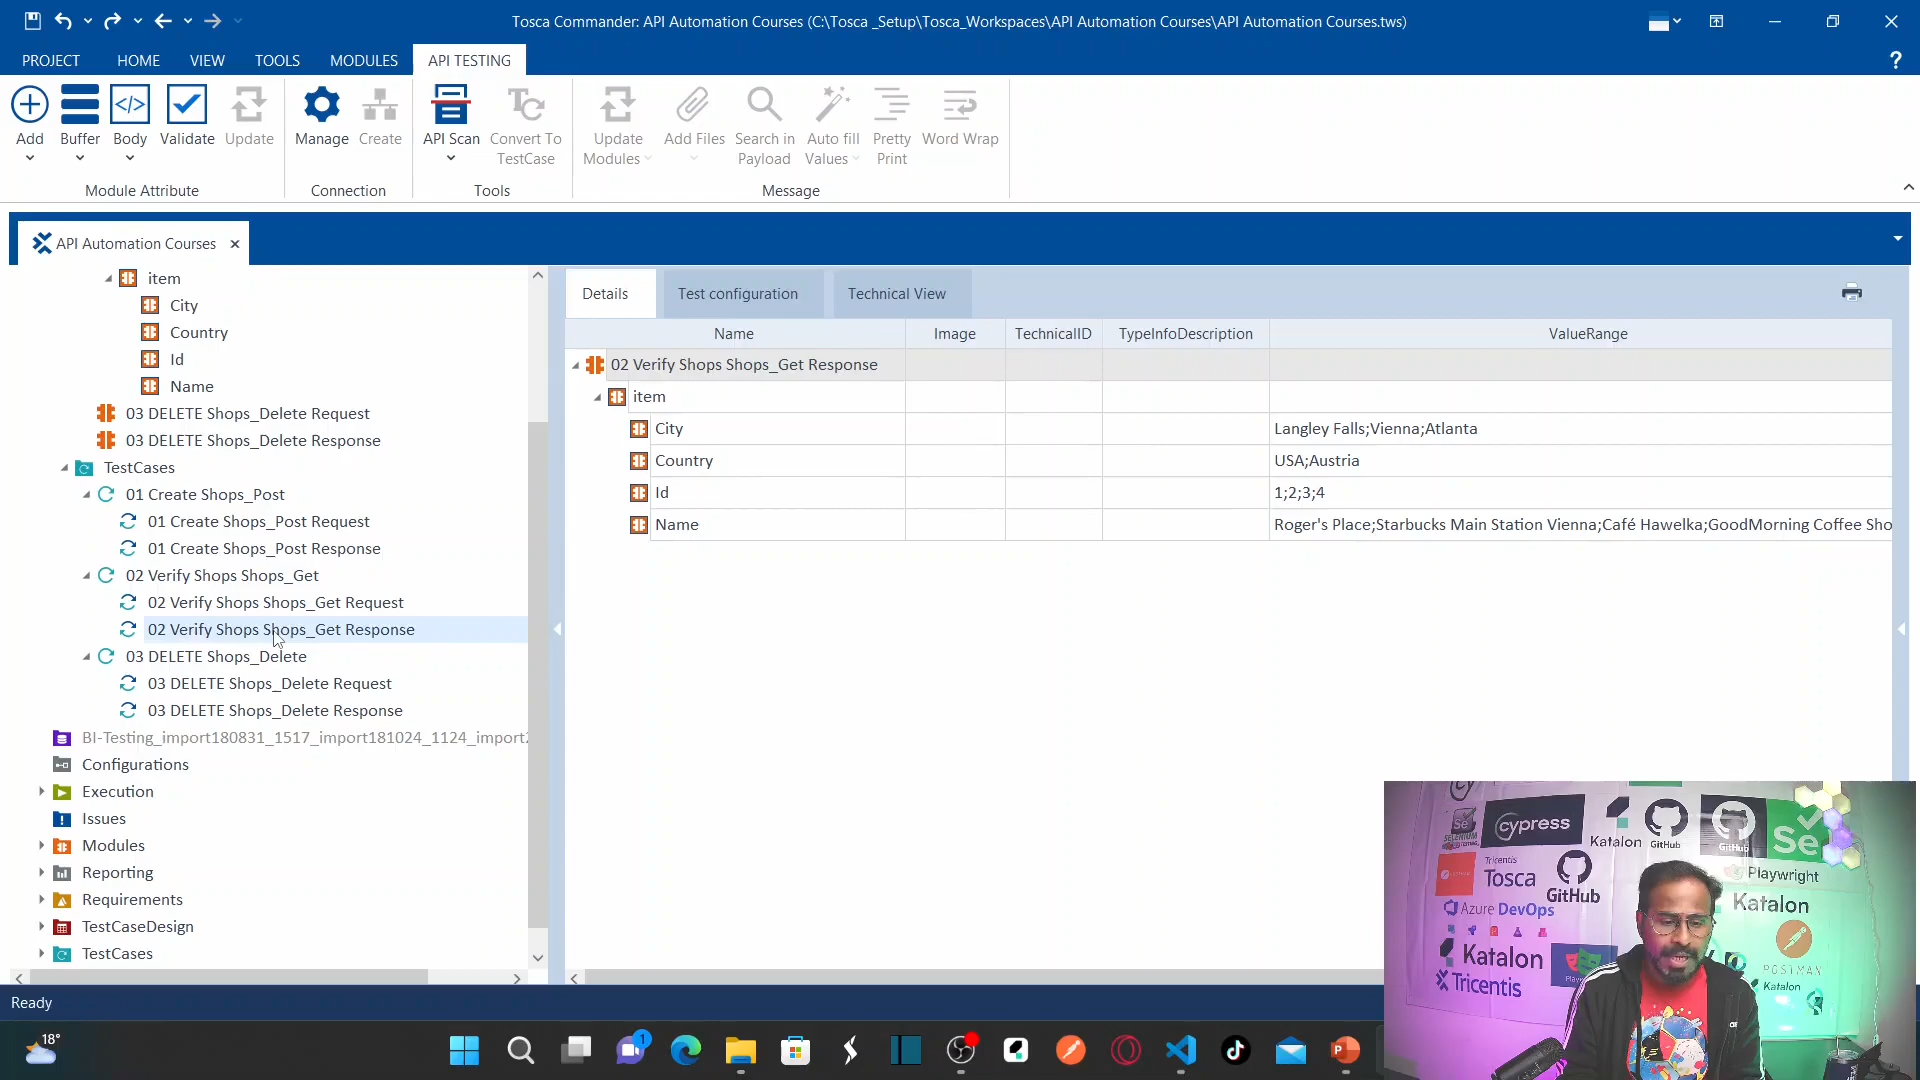 Tosca Commander: API Automation Courses (C:\Tosca _Setup\Tosca_Workspaces\API Automation Courses\API Automation Courses.tws)
PROJECT HOME VIEW TOOLS MODULES API TESTING
?
Add Buffer Body Validate Update
Manage Create
API Scan Convert To TestCase
Update Modules Add Files Search in Payload Auto fill Values Pretty Print Word Wrap
Module Attribute Connection Tools Message
API Automation Courses
item
City
Country
Id
Name
03 DELETE Shops_Delete Request
03 DELETE Shops_Delete Response
TestCases
01 Create Shops_Post
01 Create Shops_Post Request
01 Create Shops_Post Response
02 Verify Shops Shops_Get
02 Verify Shops Shops_Get Request
02 Verify Shops Shops_Get Response
03 DELETE Shops_Delete
03 DELETE Shops_Delete Request
03 DELETE Shops_Delete Response
BI-Testing_import180831_1517_import181024_1124_import
Configurations
Execution
Issues
Modules
Reporting
Requirements
TestCaseDesign
TestCases
Details Test configuration Technical View
Name Image TechnicalID TypeInfoDescription ValueRange
02 Verify Shops Shops_Get Response
item
City Langley Falls;Vienna;Atlanta
Country USA;Austria
Id 1;2;3;4
Name Roger's Place;Starbucks Main Station Vienna;Café Hawelka;GoodMorning Coffee Sho
cypress
Katalon GitHub
GitHub
Se
Tricentis
Tosca
GitHub
Playwright
Azure DevOps
Katalon
Katalon
Tricentis
POSTMAN
Katalon
Ready
18°
1